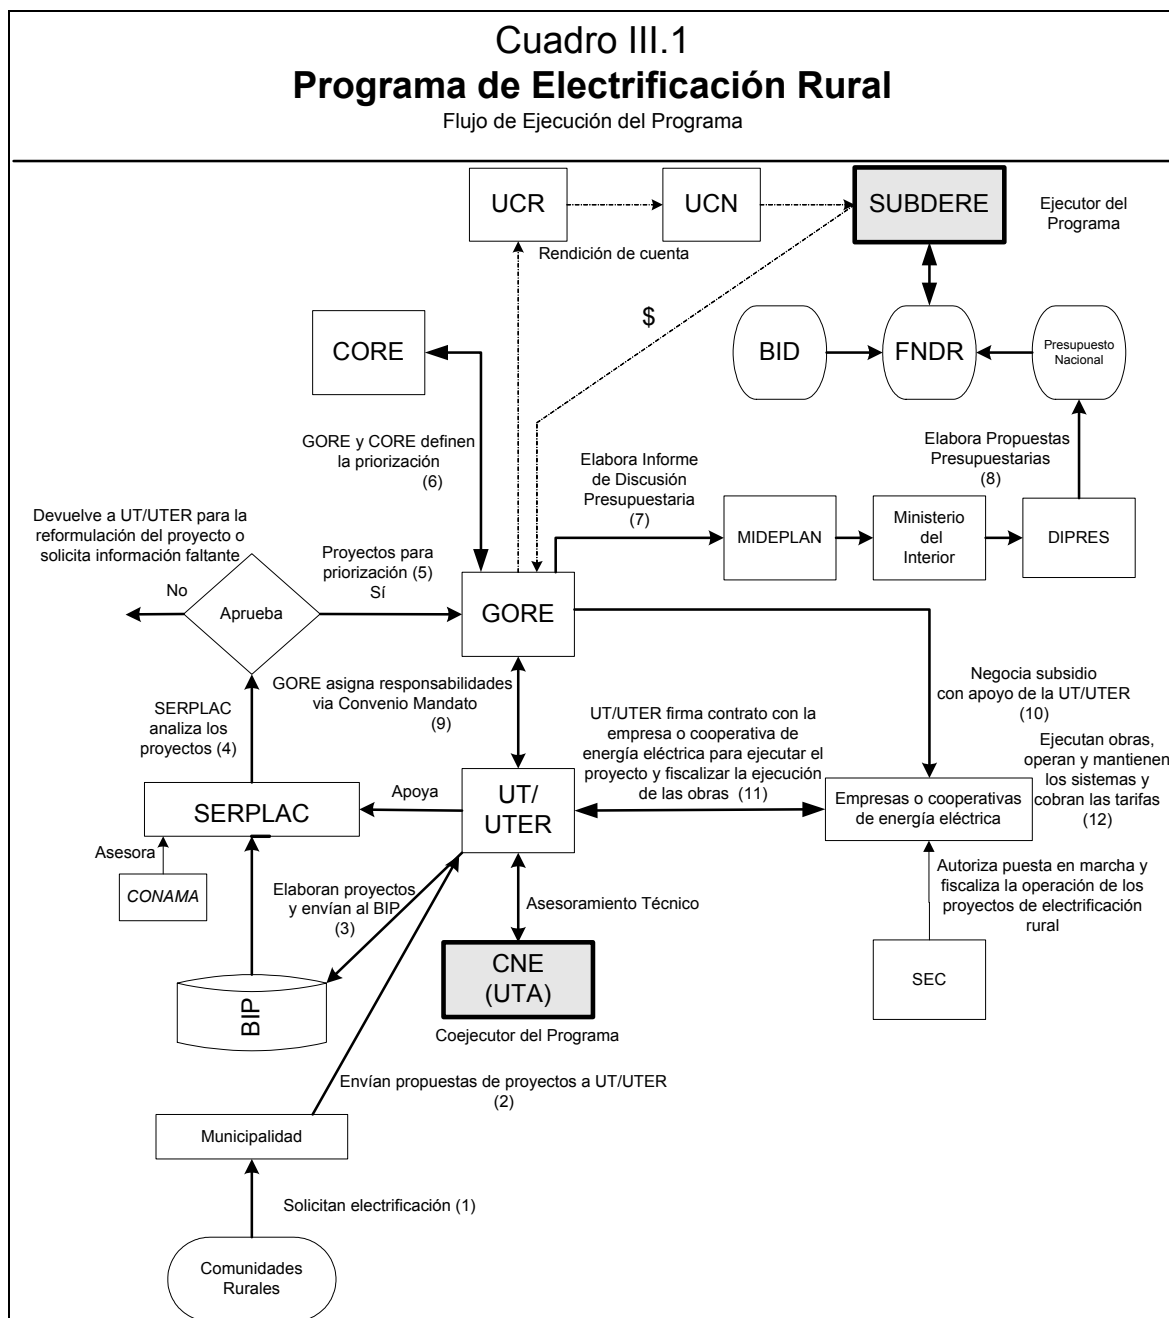 Cuadro III.1
Programa de Electrificación Rural
Flujo de Ejecución del Programa
UCR
UCN
SUBDERE
Ejecutor del
Programa
Rendición de cuenta
$
CORE
BID
FNDR
Presupuesto
Nacional
GORE y CORE definen
la priorización
(6)
Elabora Informe
de Discusión
Presupuestaria
(7)
Elabora Propuestas
Presupuestarias
(8)
Devuelve a UT/UTER para la
reformulación del proyecto o
solicita información faltante
MIDEPLAN
Ministerio
del
Interior
DIPRES
No
Aprueba
Proyectos para
priorización (5)
Sí
GORE
SERPLAC
analiza los
proyectos (4)
GORE asigna responsabilidades
via Convenio Mandato
(9)
Negocia subsidio
con apoyo de la UT/UTER
(10)
UT/UTER firma contrato con la
empresa o cooperativa de
energía eléctrica para ejecutar el
proyecto y fiscalizar la ejecución
de las obras (11)
Ejecutan obras,
operan y mantienen
los sistemas y
cobran las tarifas
(12)
SERPLAC
Apoya
UT/
UTER
Empresas o cooperativas
de energía eléctrica
Asesora
CONAMA
Elaboran proyectos
y envían al BIP
(3)
Asesoramiento Técnico
Autoriza puesta en marcha y
fiscaliza la operación de los
proyectos de electrificación
rural
BIP
CNE
(UTA)
Coejecutor del Programa
SEC
Envían propuestas de proyectos a UT/UTER
(2)
Municipalidad
Solicitan electrificación (1)
Comunidades
Rurales